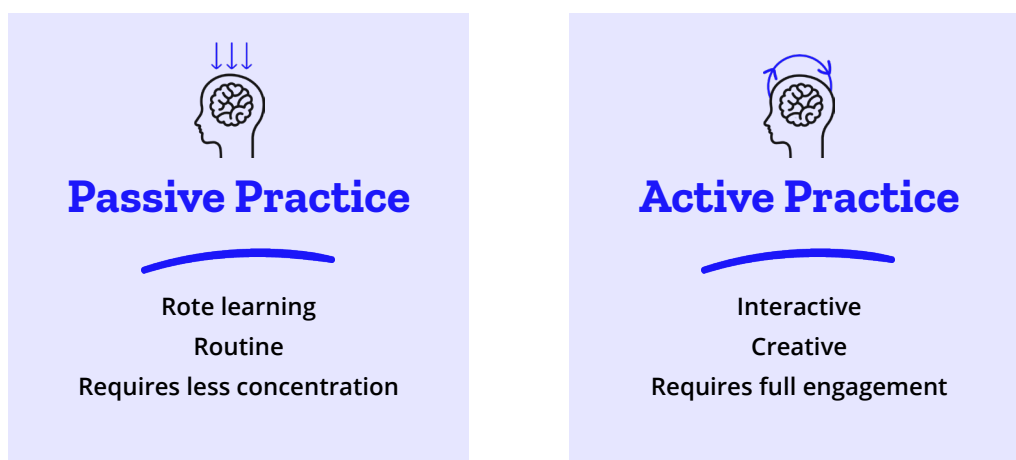 Passive Practice
Rote learning
Routine
Requires less concentration
Active Practice
Interactive
Creative
Requires full engagement